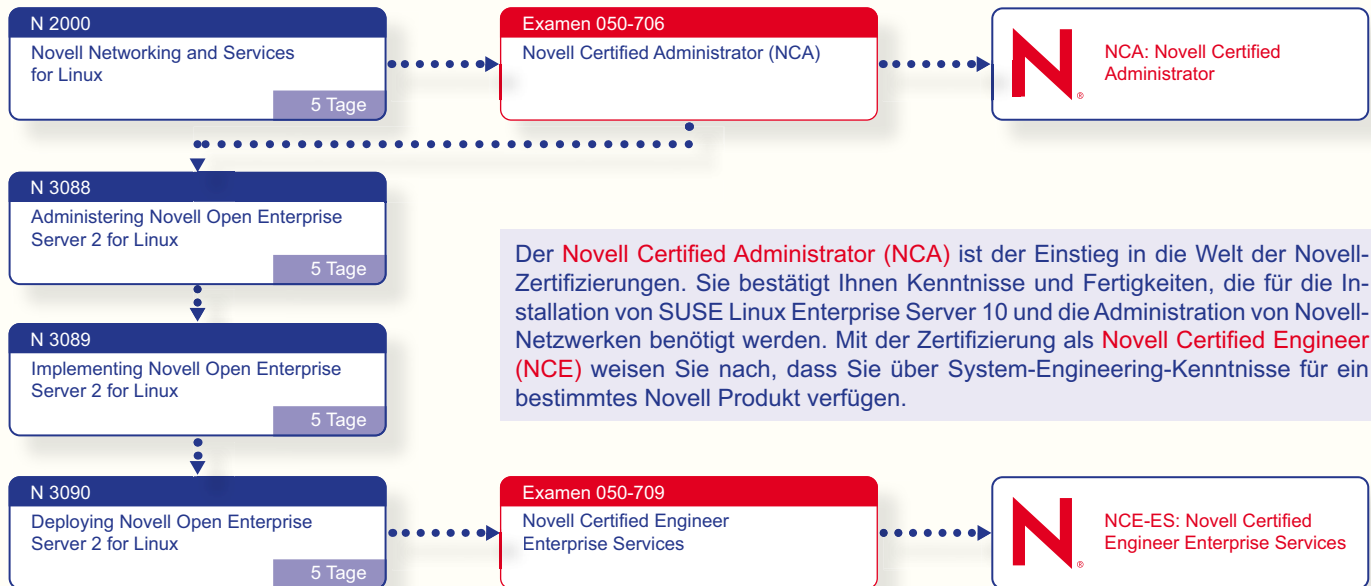 N 2000
Novell Networking and Services
for Linux
5 Tage
Examen 050-706
Novell Certified Administrator (NCA)
N®
NCA: Novell Certified
Administrator
N 3088
Administering Novell Open Enterprise
Server 2 for Linux
5 Tage
Der Novell Certified Administrator (NCA) ist der Einstieg in die Welt der Novell-
Zertifizierungen. Sie bestätigt Ihnen Kenntnisse und Fertigkeiten, die für die In-
stallation von SUSE Linux Enterprise Server 10 und die Administration von Novell-
Netzwerken benötigt werden. Mit der Zertifizierung als Novell Certified Engineer
(NCE) weisen Sie nach, dass Sie über System-Engineering-Kenntnisse für ein
bestimmtes Novell Produkt verfügen.
N 3089
Implementing Novell Open Enterprise
Server 2 for Linux
5 Tage
N 3090
Deploying Novell Open Enterprise
Server 2 for Linux
5 Tage
Examen 050-709
Novell Certified Engineer
Enterprise Services
N®
NCE-ES: Novell Certified
Engineer Enterprise Services